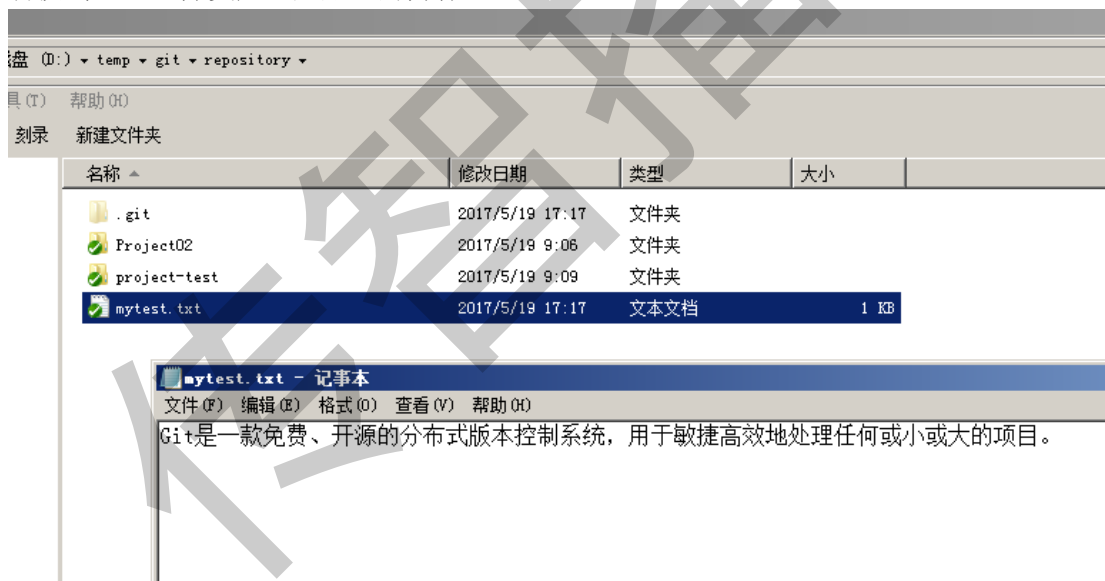 盘 (D:) ▾ temp ▾ git ▾ repository ▾
具(T) 帮助(H)
刻录 新建文件夹
名称 修改日期 类型 大小
.git 2017/5/19 17:17 文件夹
Project02 2017/5/19 9:06 文件夹
project-test 2017/5/19 9:09 文件夹
mytest.txt 2017/5/19 17:17 文本文档 1 KB
mytest.txt - 记事本
文件(F) 编辑(E) 格式(O) 查看(V) 帮助(H)
Git是一款免费、开源的分布式版本控制系统，用于敏捷高效地处理任何或小或大的项目。
传智播